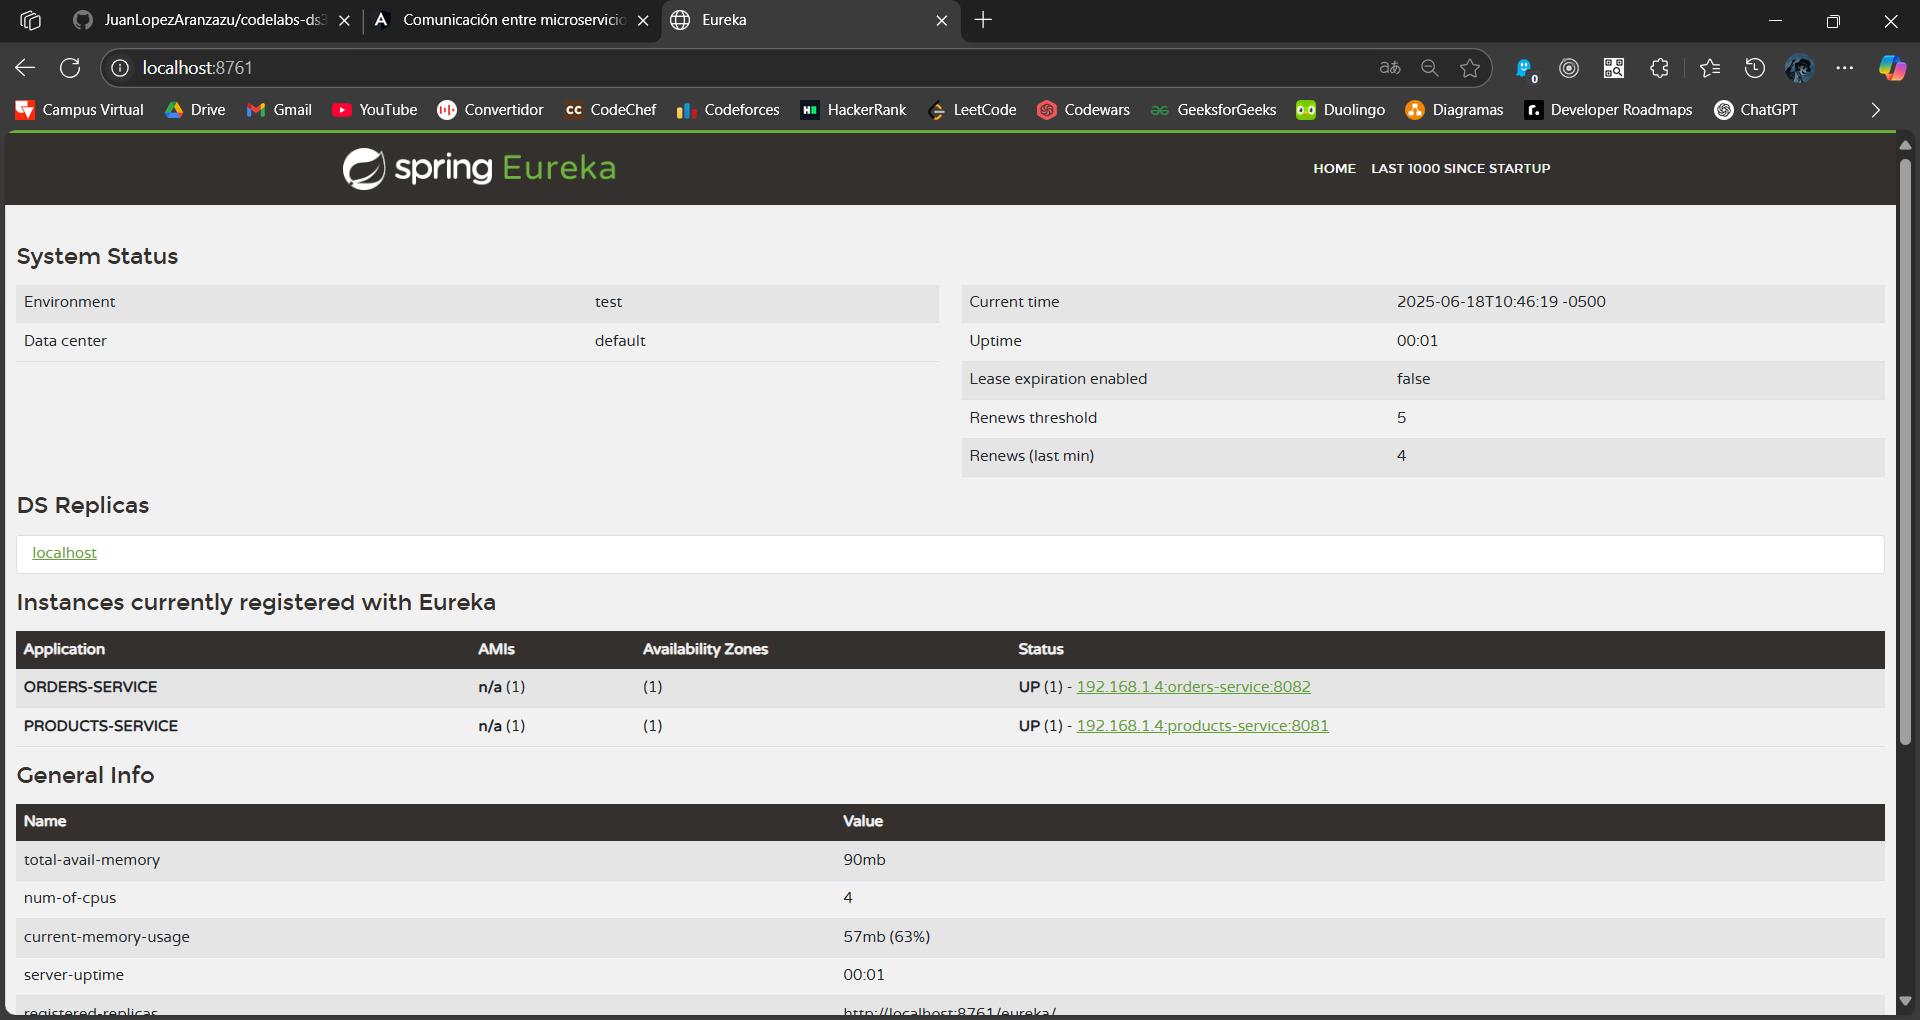 JuanLopezAranzazu/codelabs-ds3
Comunicación entre microservicio
Eureka
localhost:8761
aあ
0
Campus Virtual
Drive
Gmail
YouTube
Convertidor
CC CodeChef
Codeforces
HackerRank
LeetCode
Codewars
GeeksforGeeks
Duolingo
Diagramas
Developer Roadmaps
ChatGPT
spring Eureka
HOME LAST 1000 SINCE STARTUP
System Status
Environment test
Data center default
Current time 2025-06-18T10:46:19 -0500
Uptime 00:01
Lease expiration enabled false
Renews threshold 5
Renews (last min) 4
DS Replicas
localhost
Instances currently registered with Eureka
Application AMIs Availability Zones Status
ORDERS-SERVICE n/a (1) (1) UP (1) - 192.168.1.4:orders-service:8082
PRODUCTS-SERVICE n/a (1) (1) UP (1) - 192.168.1.4:products-service:8081
General Info
Name Value
total-avail-memory 90mb
num-of-cpus 4
current-memory-usage 57mb (63%)
server-uptime 00:01
registered-replicas http://localhost:8761/eureka/